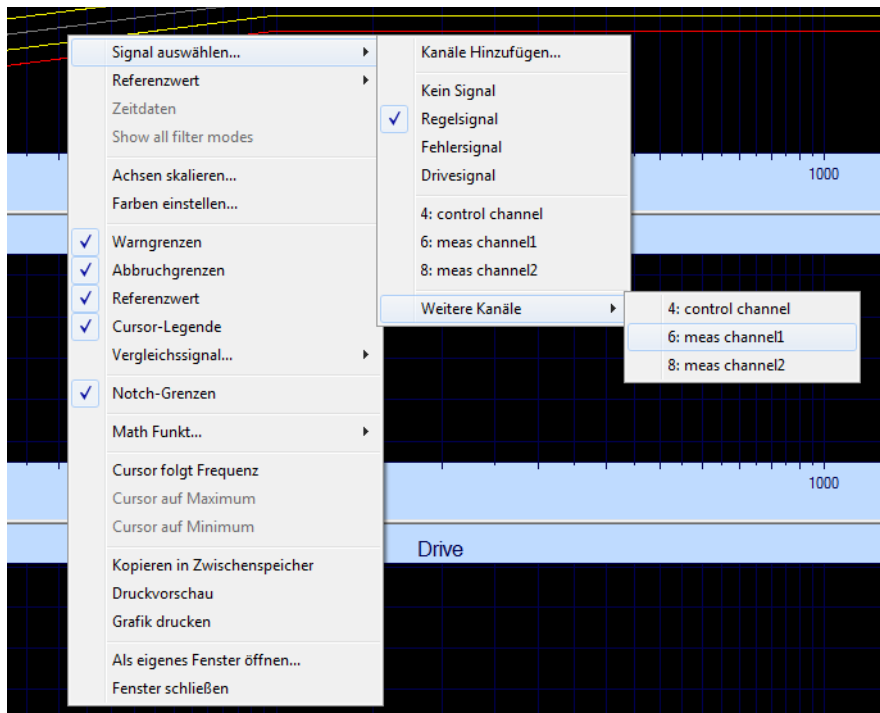 Signal auswählen...
Referenzwert
Zeitdaten
Show all filter modes
Achsen skalieren...
Farben einstellen...
Warngrenzen
Abbruchgrenzen
Referenzwert
Cursor-Legende
Vergleichssignal...
Notch-Grenzen
Math Funkt...
Cursor folgt Frequenz
Cursor auf Maximum
Cursor auf Minimum
Kopieren in Zwischenspeicher
Druckvorschau
Grafik drucken
Als eigenes Fenster öffnen...
Fenster schließen
Kanäle Hinzufügen...
Kein Signal
Regelsignal
Fehlersignal
Drivesignal
4: control channel
6: meas channel1
8: meas channel2
Weitere Kanäle
4: control channel
6: meas channel1
8: meas channel2
1000
1000
Drive